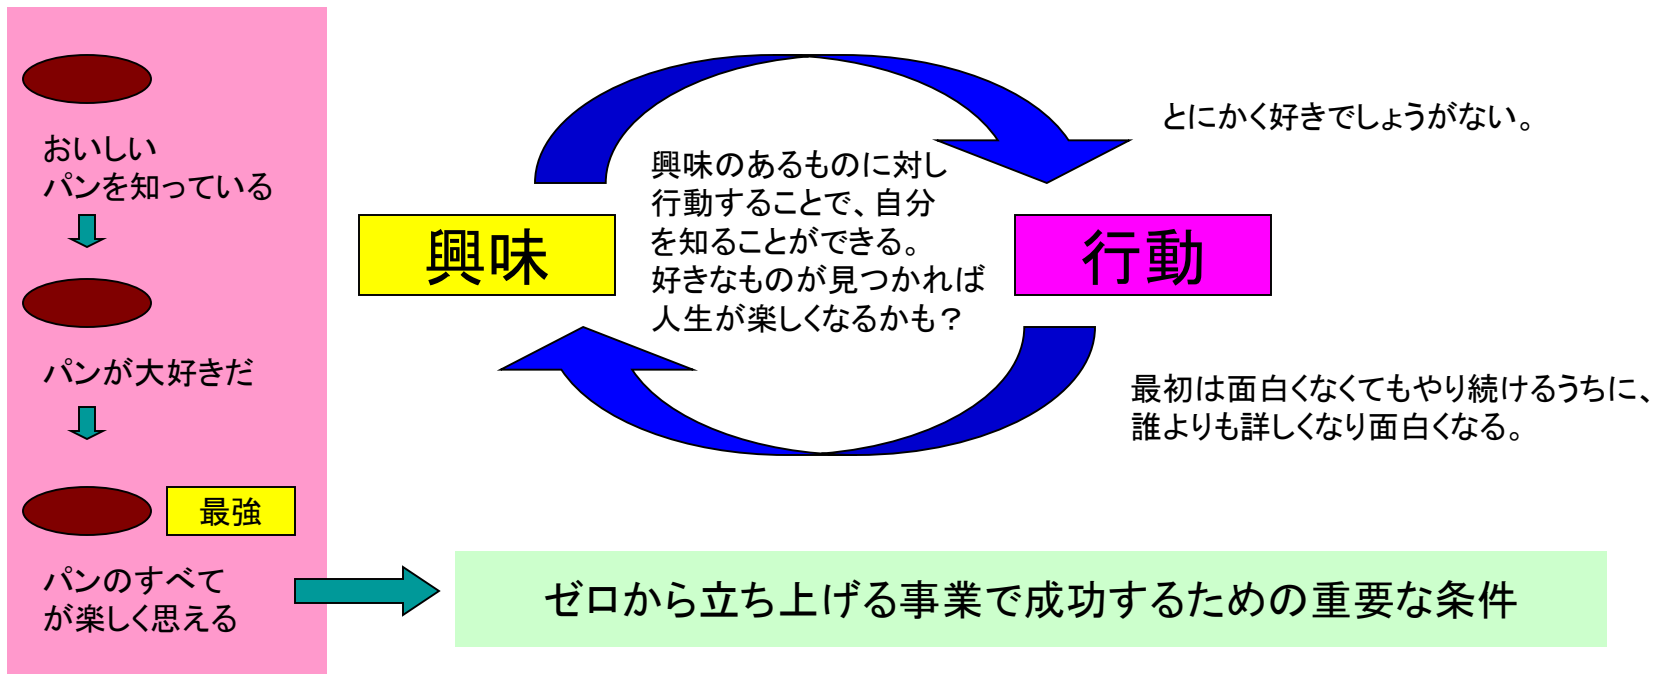 おいしい
パンを知っている
パンが大好きだ
最強
パンのすべて
が楽しく思える
興味
興味のあるものに対し
行動することで、自分
を知ることができる。
好きなものが見つかれば
人生が楽しくなるかも?
行動
とにかく好きでしょうがない。
最初は面白くなくてもやり続けるうちに、
誰よりも詳しくなり面白くなる。
ゼロから立ち上げる事業で成功するための重要な条件